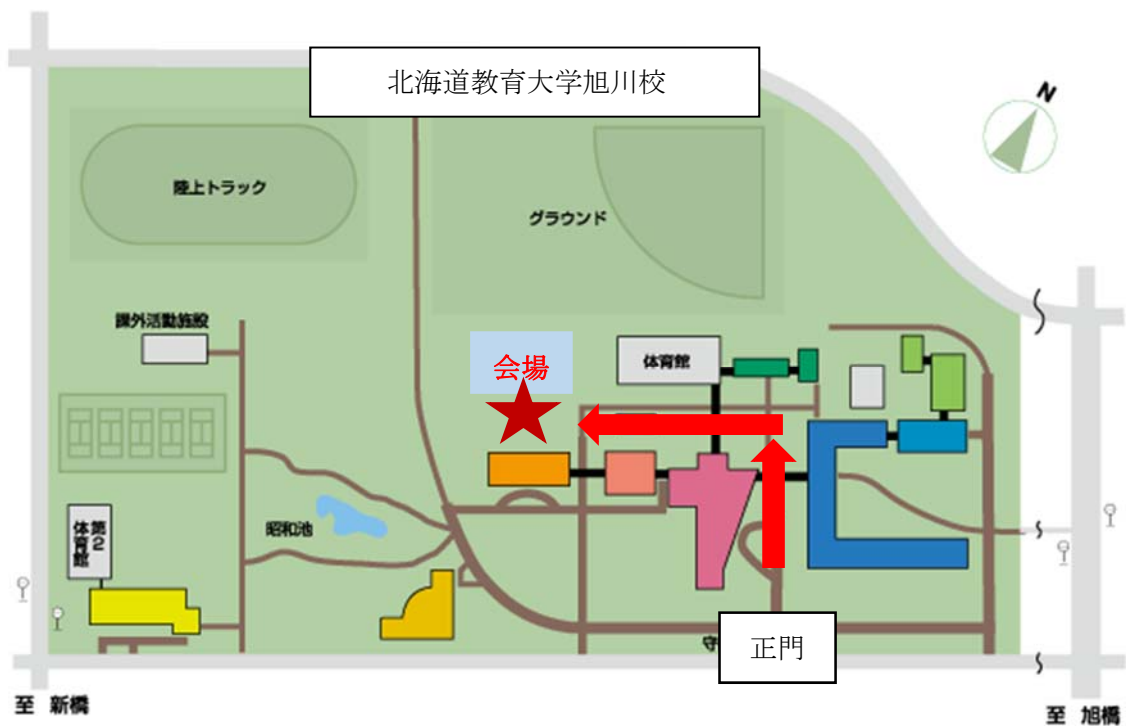 北海道教育大学旭川校
N
陸上トラック
グラウンド
課外活動施設
会場
体育館
昭和池
第2
体育館
正門
守
至 新橋
至 旭橋